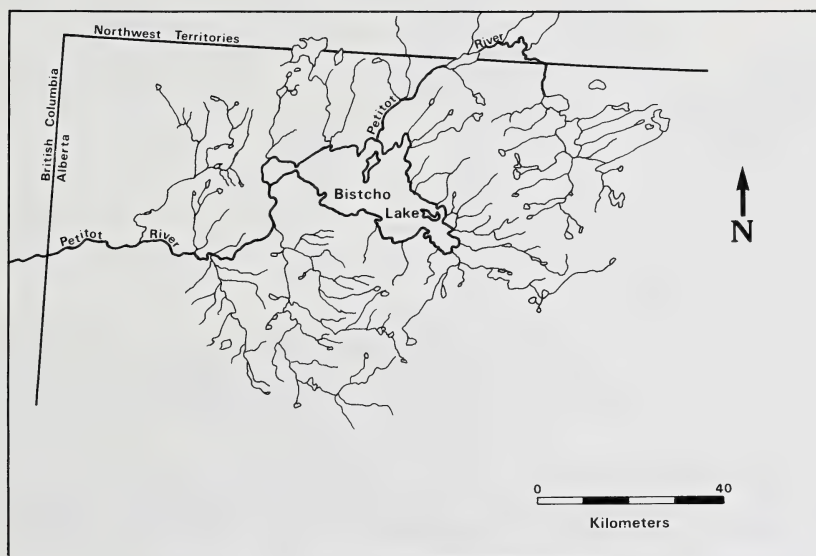 Northwest Territories
River
British Columbia
Alberta
Petitot
Bistcho
Lake
N
Petitot River
0 40
Kilometers